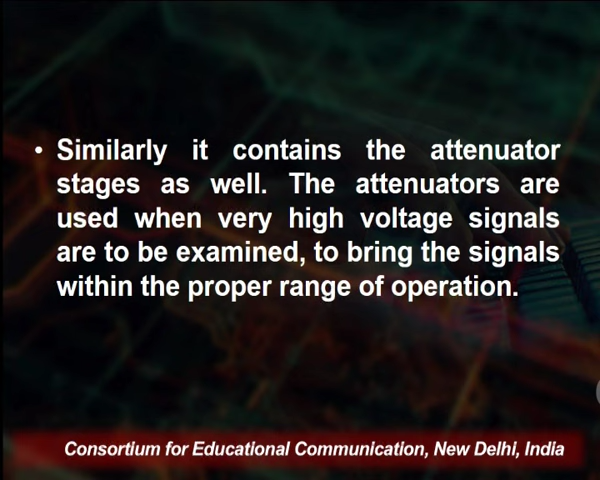 • Similarly it contains the attenuator
stages as well. The attenuators are
used when very high voltage signals
are to be examined, to bring the signals
within the proper range of operation.
Consortium for Educational Communication, New Delhi, India